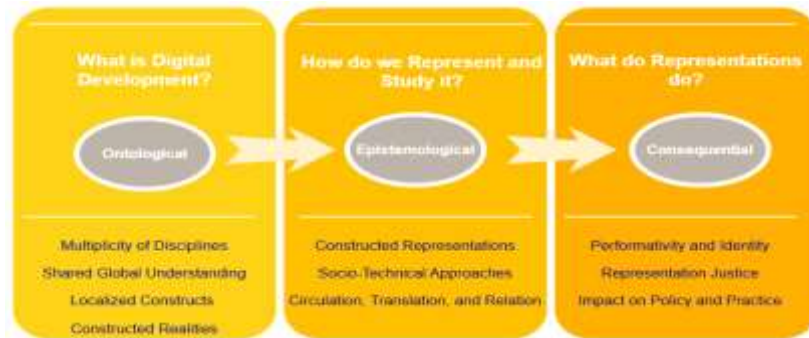 What is Digital
Development?
Ontological
Multiplicity of Disciplines
Shared Global Understanding
Localized Constructs
Constructed Realities
How do we Represent and
Study it?
Epistemological
Constructed Representations
Socio-Technical Approaches
Circulation, Translation, and Relation
What do Representations
do?
Consequential
Performativity and Identity
Representation Justice
Impact on Policy and Practice